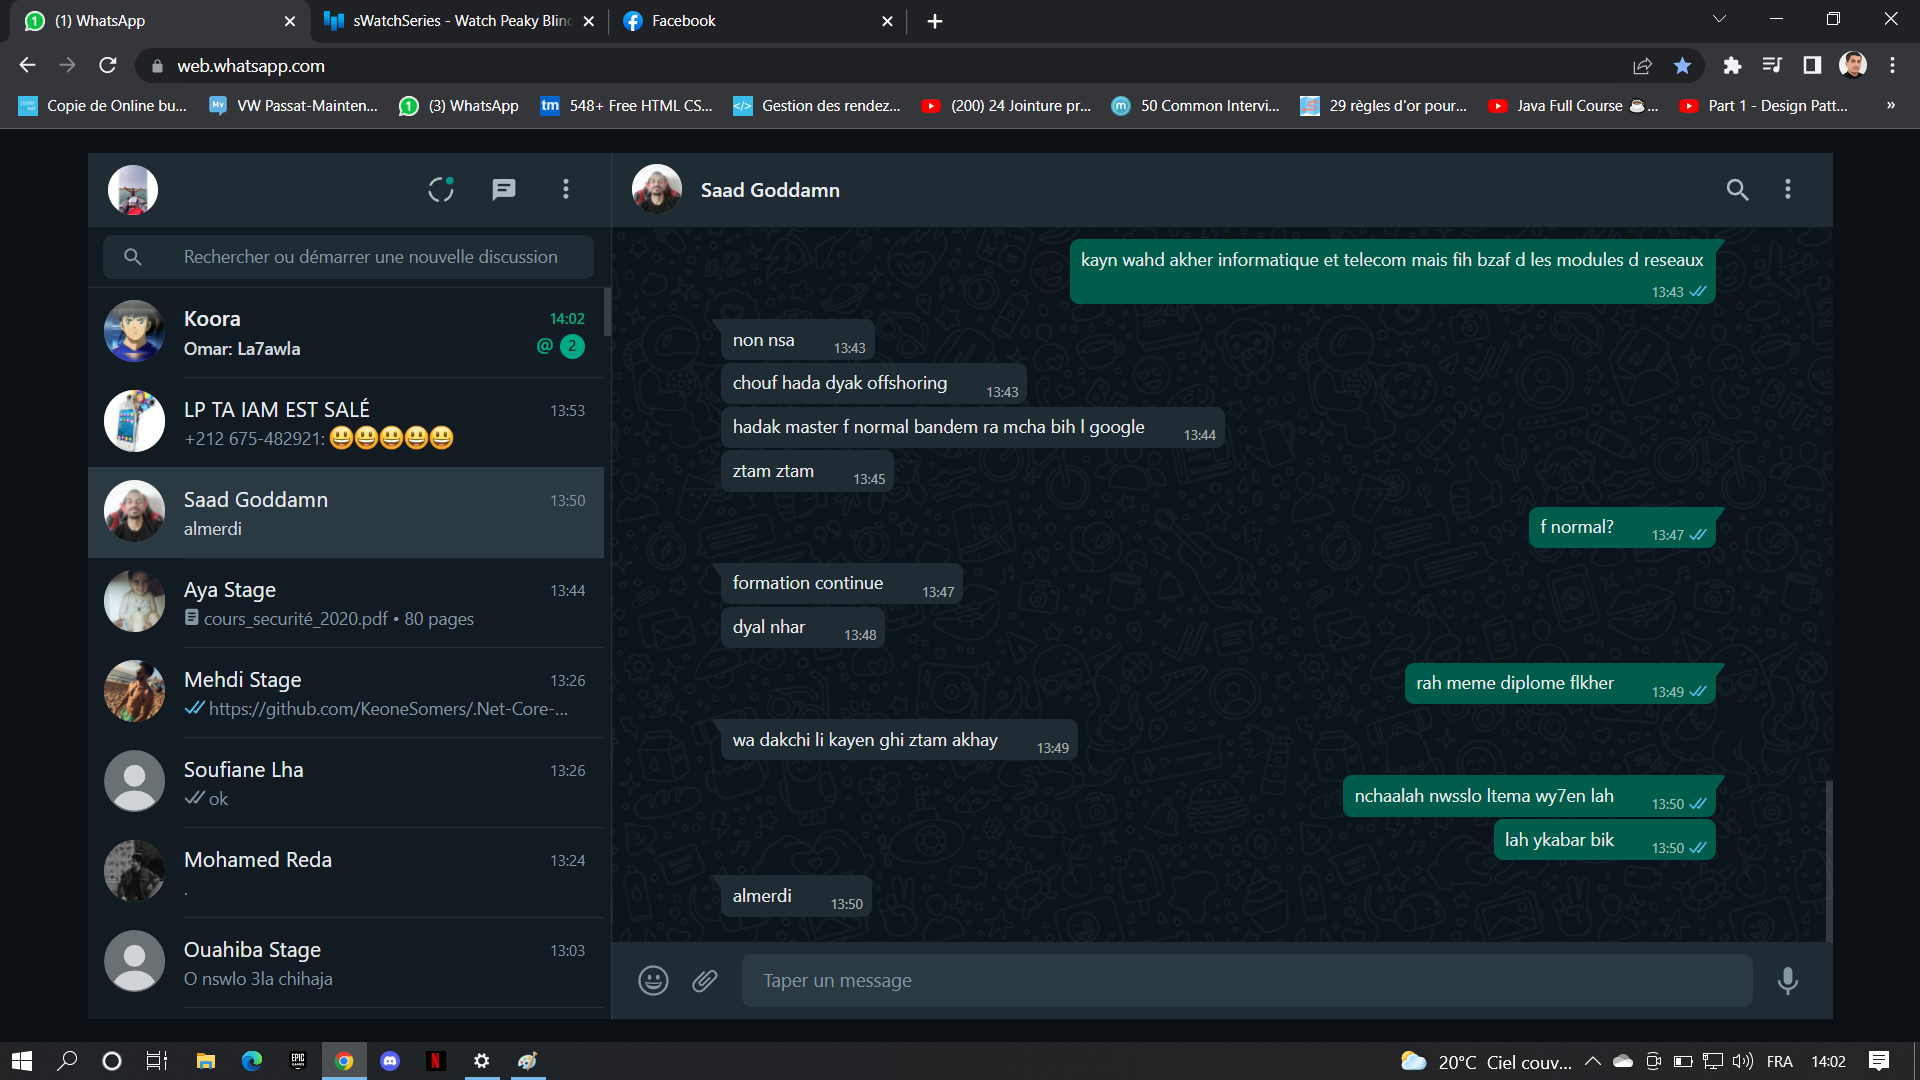 (1) WhatsApp
sWatchSeries - Watch Peaky Blin
Facebook
web.whatsapp.com
Copie de Online bu...
VW Passat-Mainten...
(3) WhatsApp
548+ Free HTML CS...
Gestion des rendez...
(200) 24 Jointure pr...
50 Common Intervi...
29 règles d'or pour...
Java Full Course ☕...
Part 1 - Design Patt...
»
Rechercher ou démarrer une nouvelle discussion
Koora
14:02
Omar: La7awla
@ 2
LP TA IAM EST SALÉ
13:53
+212 675-482921: 😃😃😃😃😃
Saad Goddamn
13:50
almerdi
Aya Stage
13:44
cours_securité_2020.pdf • 80 pages
Mehdi Stage
13:26
https://github.com/KeoneSomers/.Net-Core-...
Soufiane Lha
13:26
ok
Mohamed Reda
13:24
.
Ouahiba Stage
13:03
O nswlo 3la chihaja
Saad Goddamn
kayn wahd akher informatique et telecom mais fih bzaf d les modules d reseaux
13:43
non nsa 13:43
chouf hada dyak offshoring 13:43
hadak master f normal bandem ra mcha bih l google 13:44
ztam ztam 13:45
f normal? 13:47
formation continue 13:47
dyal nhar 13:48
rah meme diplome flkher 13:49
wa dakchi li kayen ghi ztam akhay 13:49
nchaalah nwsslo ltema wy7en lah 13:50
lah ykabar bik 13:50
almerdi 13:50
Taper un message
EPIC GAMES
N
20°C Ciel couv...
FRA
14:02